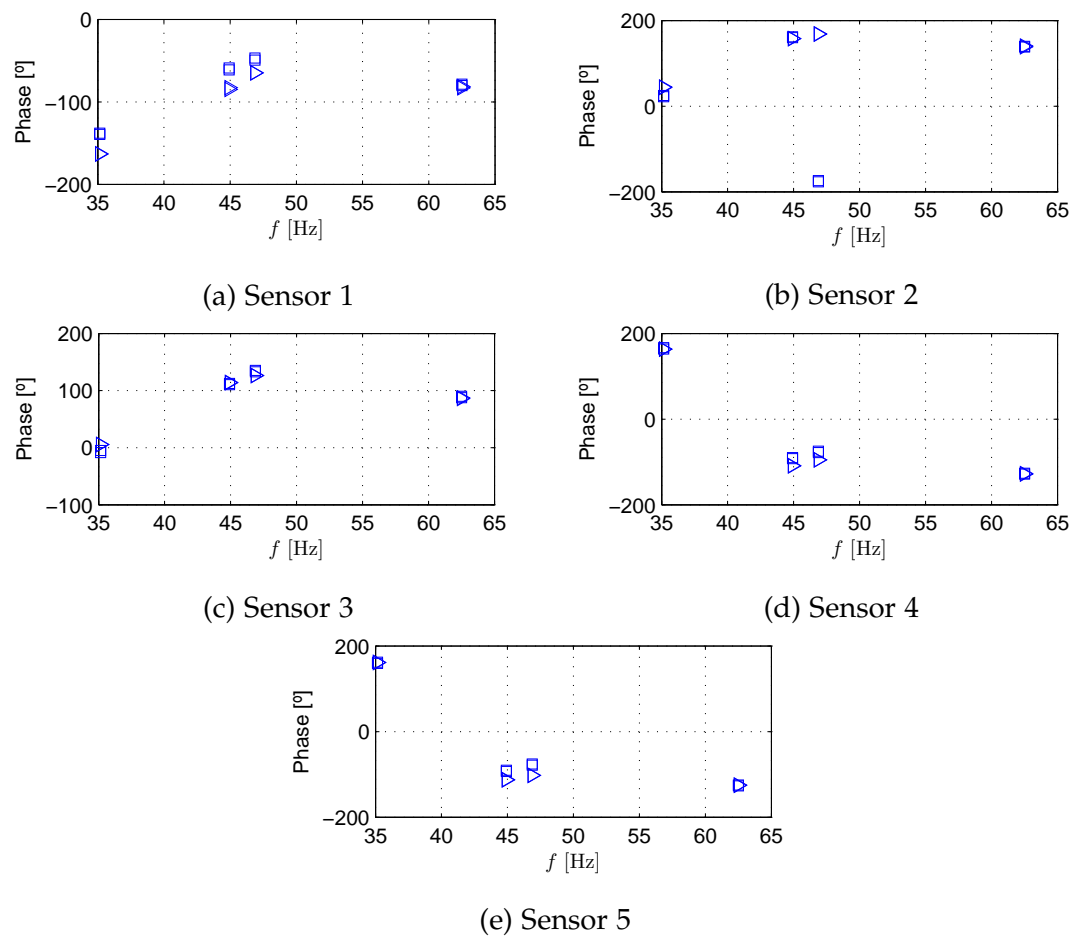 0
−100
−200
Phase [º]
35 40 45 50 55 60 65
f [Hz]
(a) Sensor 1
200
0
−200
Phase [º]
35 40 45 50 55 60 65
f [Hz]
(b) Sensor 2
200
100
0
−100
Phase [º]
35 40 45 50 55 60 65
f [Hz]
(c) Sensor 3
200
0
−200
Phase [º]
35 40 45 50 55 60 65
f [Hz]
(d) Sensor 4
200
0
−200
Phase [º]
35 40 45 50 55 60 65
f [Hz]
(e) Sensor 5